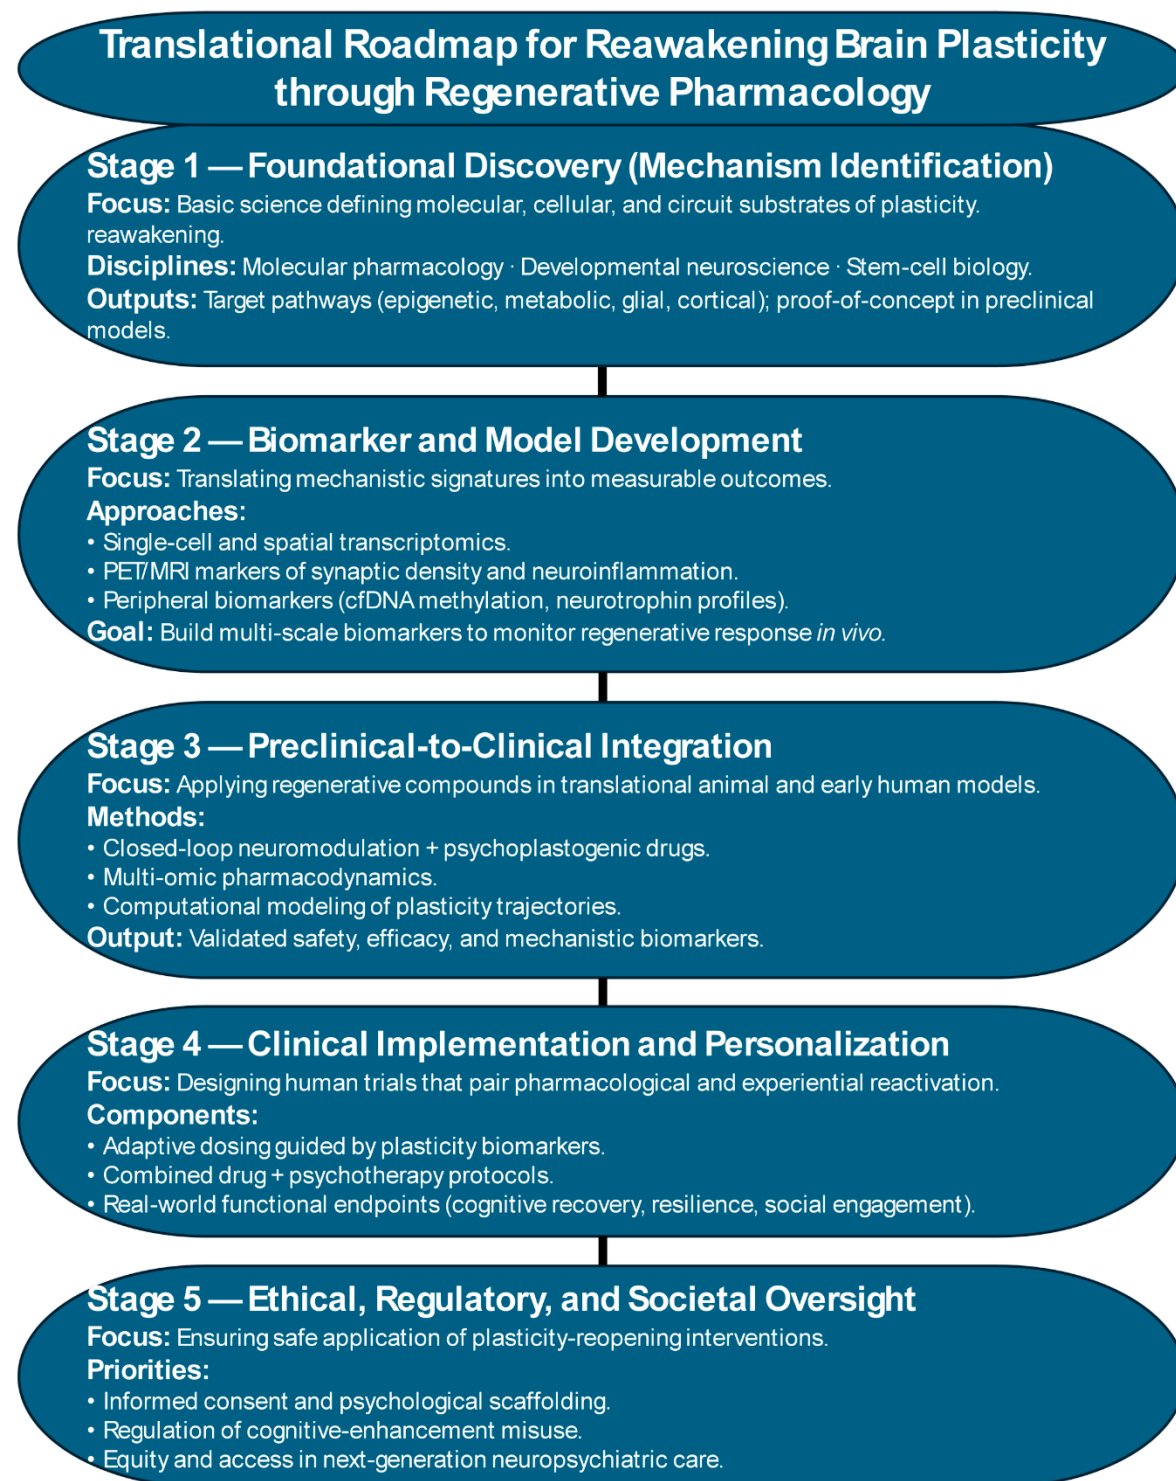 Translational Roadmap for Reawakening Brain Plasticity
through Regenerative Pharmacology
Stage 1 — Foundational Discovery (Mechanism Identification)
Focus: Basic science defining molecular, cellular, and circuit substrates of plasticity.
reawakening.
Disciplines: Molecular pharmacology · Developmental neuroscience · Stem-cell biology.
Outputs: Target pathways (epigenetic, metabolic, glial, cortical); proof-of-concept in preclinical
models.
Stage 2 — Biomarker and Model Development
Focus: Translating mechanistic signatures into measurable outcomes.
Approaches:
• Single-cell and spatial transcriptomics.
• PET/MRI markers of synaptic density and neuroinflammation.
• Peripheral biomarkers (cfDNA methylation, neurotrophin profiles).
Goal: Build multi-scale biomarkers to monitor regenerative response in vivo.
Stage 3 — Preclinical-to-Clinical Integration
Focus: Applying regenerative compounds in translational animal and early human models.
Methods:
• Closed-loop neuromodulation + psychoplastogenic drugs.
• Multi-omic pharmacodynamics.
• Computational modeling of plasticity trajectories.
Output: Validated safety, efficacy, and mechanistic biomarkers.
Stage 4 — Clinical Implementation and Personalization
Focus: Designing human trials that pair pharmacological and experiential reactivation.
Components:
• Adaptive dosing guided by plasticity biomarkers.
• Combined drug + psychotherapy protocols.
• Real-world functional endpoints (cognitive recovery, resilience, social engagement).
Stage 5 — Ethical, Regulatory, and Societal Oversight
Focus: Ensuring safe application of plasticity-reopening interventions.
Priorities:
• Informed consent and psychological scaffolding.
• Regulation of cognitive-enhancement misuse.
• Equity and access in next-generation neuropsychiatric care.